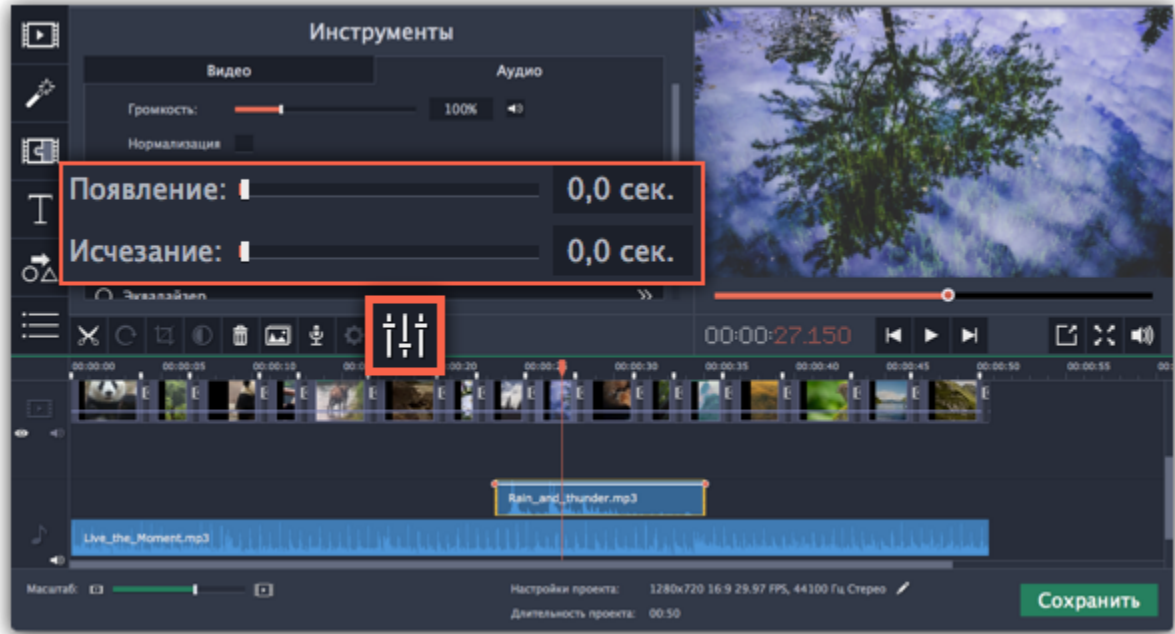 Инструменты
Видео
Аудио
Громкость:
100%
Нормализация
Появление:
0,0 сек.
Исчезание:
0,0 сек.
Эквалайзер
T
00:00:27.150
00:00:00
00:00:05
00:00:10
00:00:20
00:00:30
00:00:35
00:00:40
00:00:45
00:00:50
00:00:55
Rain_and_thunder.mp3
Live_the_Moment.mp3
Масштаб:
Настройки проекта: 1280x720 16:9 29.97 FPS, 44100 Гц Стерео
Длительность проекта: 00:50
Сохранить